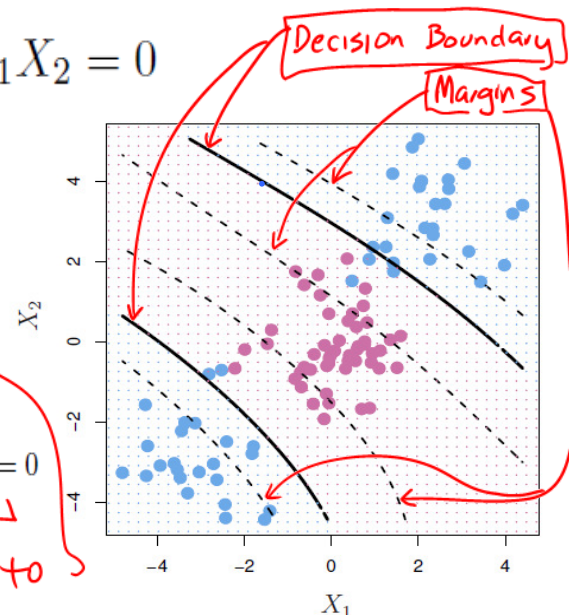 ₁X₂ = 0
Decision Boundary
Margins
X₂
4
2
0
−2
−4
−4 −2 0 2 4
X₁
= 0
to